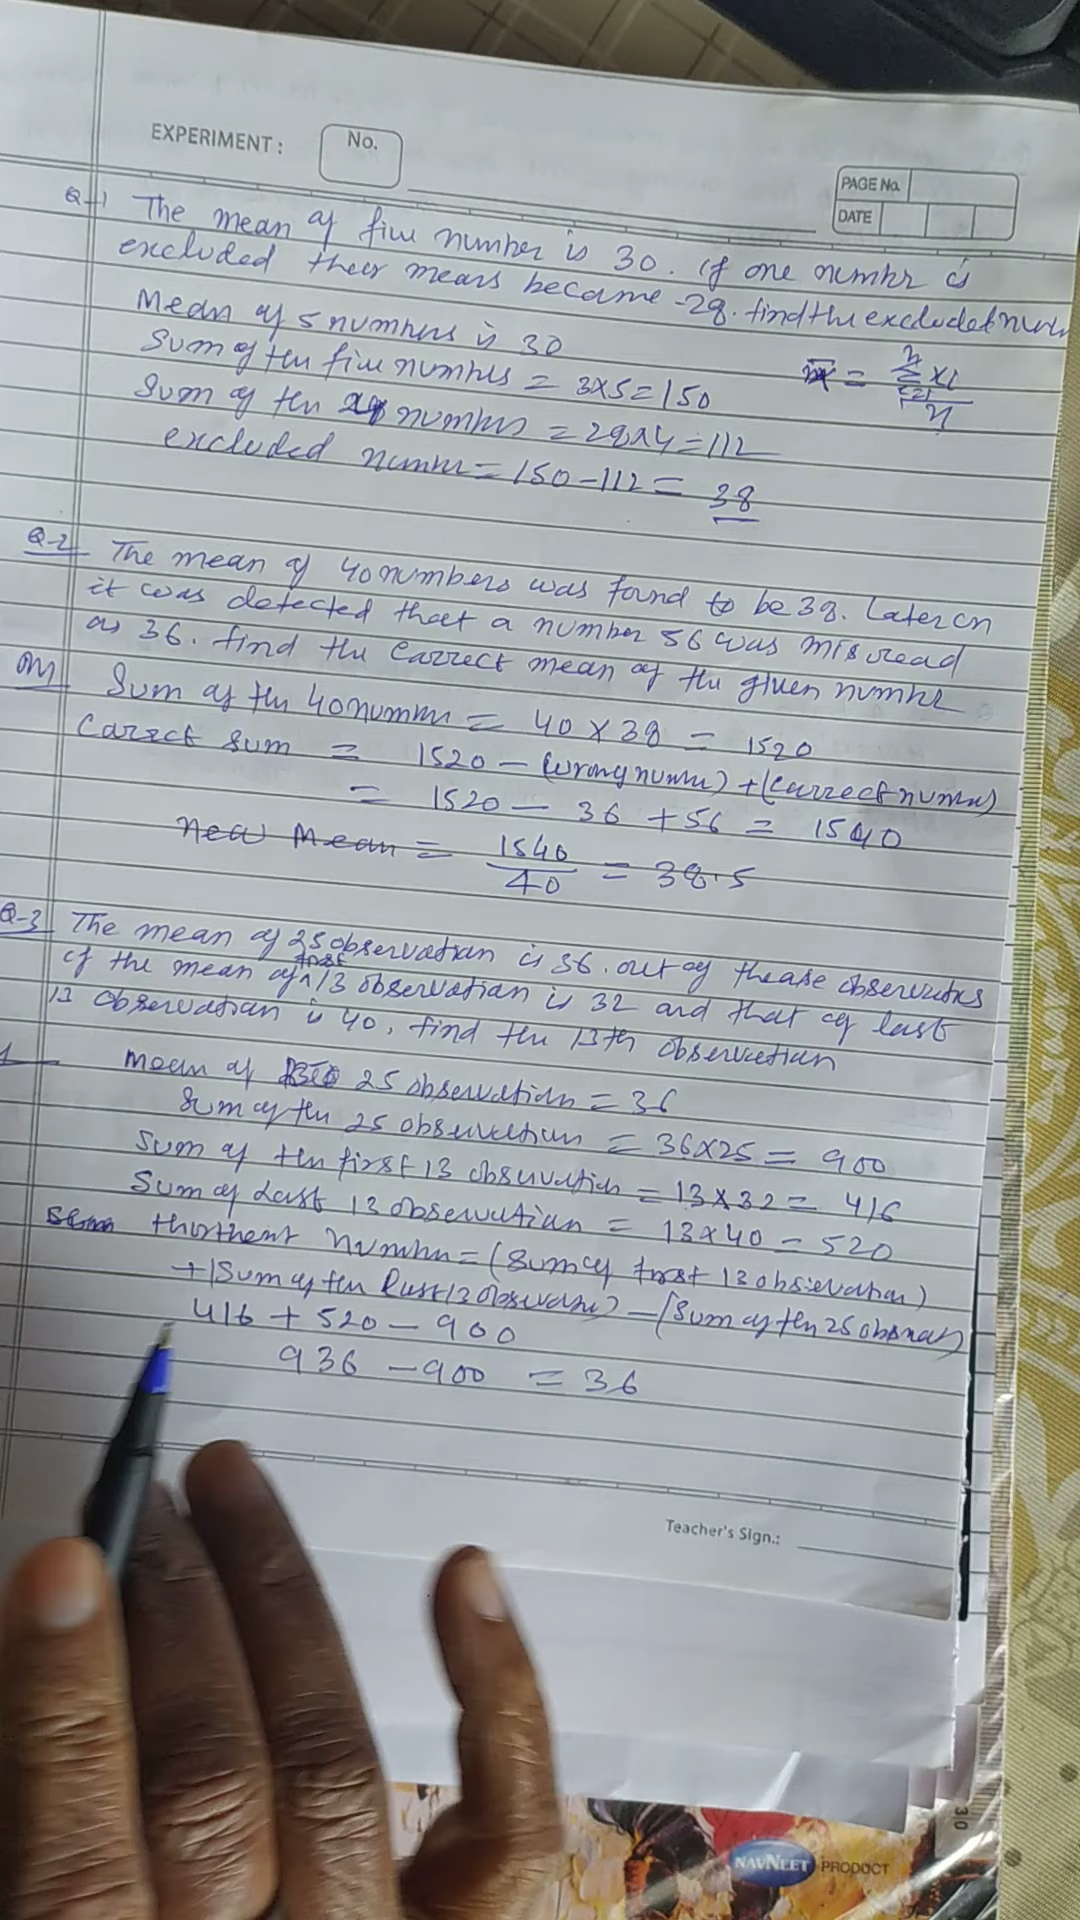 EXPERIMENT :
No.
PAGE No.
DATE
Q-1 The mean of five number is 30. if one numbr is
excluded their means became 28. find the excluded num
Mean of 5 numbers is 30
Sum of the five numbers = 3x5=150
x̄ = n Σ i=1 xi / n
Sum of the numbers = 28x4=112
excluded number = 150-112= 38
Q-2 The mean of 40 numbers was found to be 38. Later on
it was detected that a number 56 was misread
as 36. find the Carrect mean of the given number
Sum of the 40 number = 40 x 38 = 1520
Carrect sum = 1520 - (wrong number) + (Carrect number)
= 1520 - 36 +56 = 1540
new Mean = 1540/40 = 38.5
Q-3 The mean of 25 observation is 36. out of these observations
if the mean of first 13 observation is 32 and that of last
13 observation is 40, find the 13th observation
mean of 25 observation = 36
Sum of the 25 observation = 36x25 = 900
Sum of the first 13 observation = 13x32= 416
Sum of Last 13 observation = 13x40 - 520
number = (Sum of first 13 observation)
+ (Sum of the last 13 observation) - (Sum of the 25 obsnat)
416 + 520 - 900
936 - 900 = 36
Teacher's Sign.:
NAVNEET PRODUCT